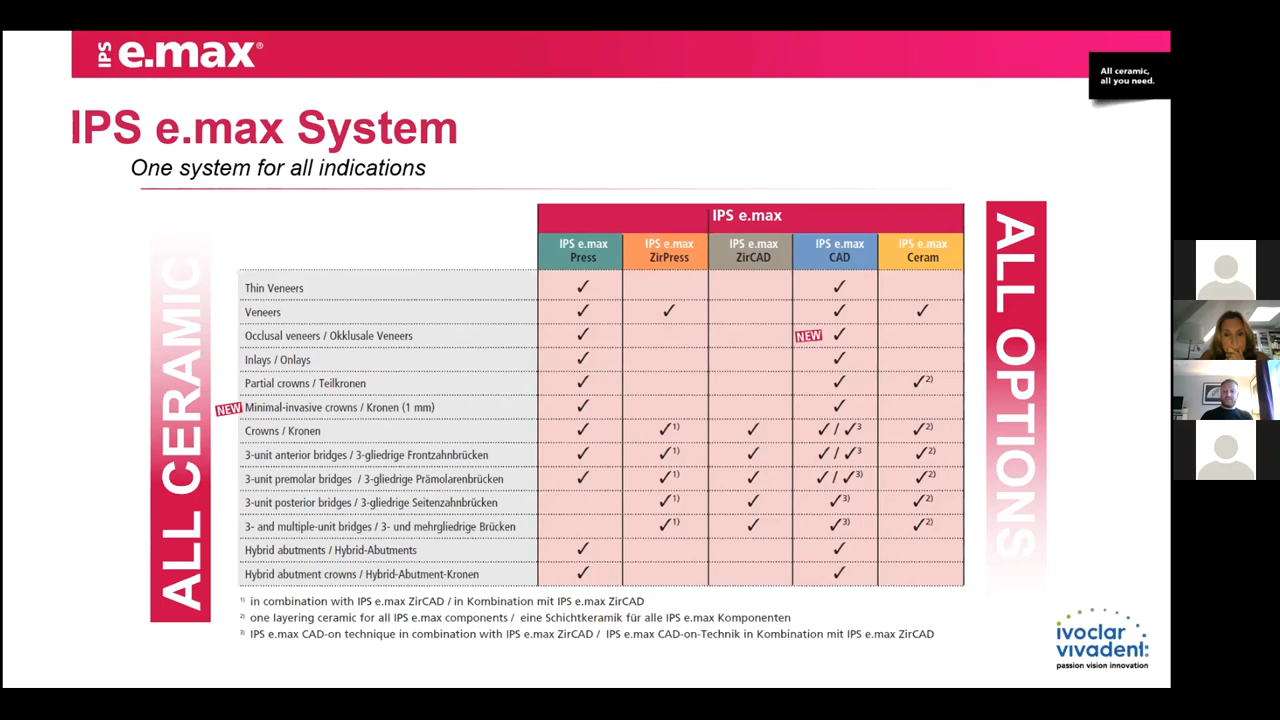 IPS e.max®
All ceramic,
all you need.
IPS e.max System
One system for all indications
ALL CERAMIC
ALL OPTIONS
IPS e.max
IPS e.max Press
IPS e.max ZirPress
IPS e.max ZirCAD
IPS e.max CAD
IPS e.max Ceram
Thin Veneers ✓ ✓
Veneers ✓ ✓ ✓ ✓
Occlusal veneers / Okklusale Veneers ✓ NEW ✓
Inlays / Onlays ✓ ✓
Partial crowns / Teilkronen ✓ ✓ ✓2)
NEW Minimal-invasive crowns / Kronen (1 mm) ✓ ✓
Crowns / Kronen ✓ ✓1) ✓ ✓/✓3 ✓2)
3-unit anterior bridges / 3-gliedrige Frontzahnbrücken ✓ ✓1) ✓ ✓/✓3 ✓2)
3-unit premolar bridges / 3-gliedrige Prämolarenbrücken ✓ ✓1) ✓ ✓/✓3) ✓2)
3-unit posterior bridges / 3-gliedrige Seitenzahnbrücken ✓1) ✓ ✓3) ✓2)
3- and multiple-unit bridges / 3- und mehrgliedrige Brücken ✓1) ✓ ✓3) ✓2)
Hybrid abutments / Hybrid-Abutments ✓ ✓
Hybrid abutment crowns / Hybrid-Abutment-Kronen ✓ ✓
1) in combination with IPS e.max ZirCAD / in Kombination mit IPS e.max ZirCAD
2) one layering ceramic for all IPS e.max components / eine Schichtkeramik für alle IPS e.max Komponenten
3) IPS e.max CAD-on technique in combination with IPS e.max ZirCAD / IPS e.max CAD-on-Technik in Kombination mit IPS e.max ZirCAD
ivoclar
vivadent:
passion vision innovation